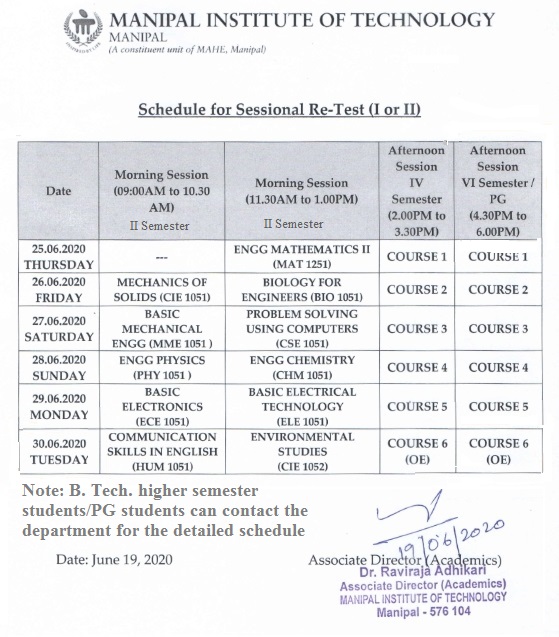 MANIPAL INSTITUTE OF TECHNOLOGY
MANIPAL
(A constituent unit of MAHE, Manipal)
Schedule for Sessional Re-Test (I or II)
Date
Morning Session
(09:00AM to 10.30
AM)
II Semester
Morning Session
(11.30AM to 1.00PM)
II Semester
Afternoon
Session
IV
Semester
(2.00PM to
3.30PM)
Afternoon
Session
VI Semester /
PG
(4.30PM to
6.00PM)
25.06.2020
THURSDAY
---
ENGG MATHEMATICS II
(MAT 1251)
COURSE 1
COURSE 1
26.06.2020
FRIDAY
MECHANICS OF
SOLIDS (CIE 1051)
BIOLOGY FOR
ENGINEERS (BIO 1051)
COURSE 2
COURSE 2
27.06.2020
SATURDAY
BASIC
MECHANICAL
ENGG (MME 1051 )
PROBLEM SOLVING
USING COMPUTERS
(CSE 1051)
COURSE 3
COURSE 3
28.06.2020
SUNDAY
ENGG PHYSICS
(PHY 1051 )
ENGG CHEMISTRY
(CHM 1051)
COURSE 4
COURSE 4
29.06.2020
MONDAY
BASIC
ELECTRONICS
(ECE 1051)
BASIC ELECTRICAL
TECHNOLOGY
(ELE 1051)
COURSE 5
COURSE 5
30.06.2020
TUESDAY
COMMUNICATION
SKILLS IN ENGLISH
(HUM 1051)
ENVIRONMENTAL
STUDIES
(CIE 1052)
COURSE 6
(OE)
COURSE 6
(OE)
Note: B. Tech. higher semester
students/PG students can contact the
department for the detailed schedule
19/06/2020
Date: June 19, 2020
Associate Director (Academics)
Dr. Raviraja Adhikari
Associate Director (Academics)
MANIPAL INSTITUTE OF TECHNOLOGY
Manipal - 576 104